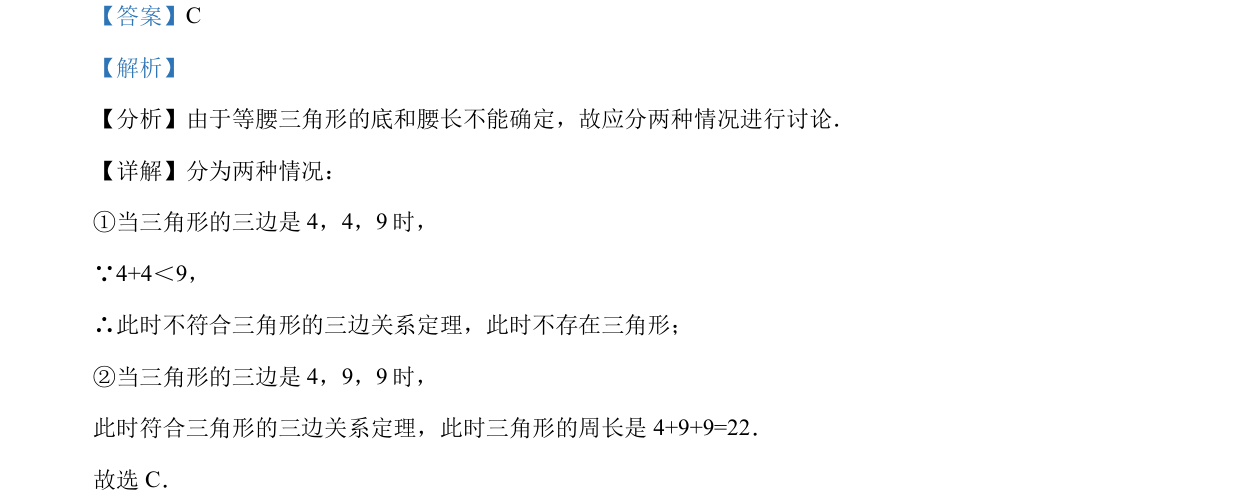 【答案】C
【解析】
【分析】由于等腰三角形的底和腰长不能确定，故应分两种情况进行讨论．
【详解】分为两种情况：
①当三角形的三边是 4，4，9 时，
∵4+4＜9，
∴此时不符合三角形的三边关系定理，此时不存在三角形；
②当三角形的三边是 4，9，9 时，
此时符合三角形的三边关系定理，此时三角形的周长是 4+9+9=22．
故选 C．